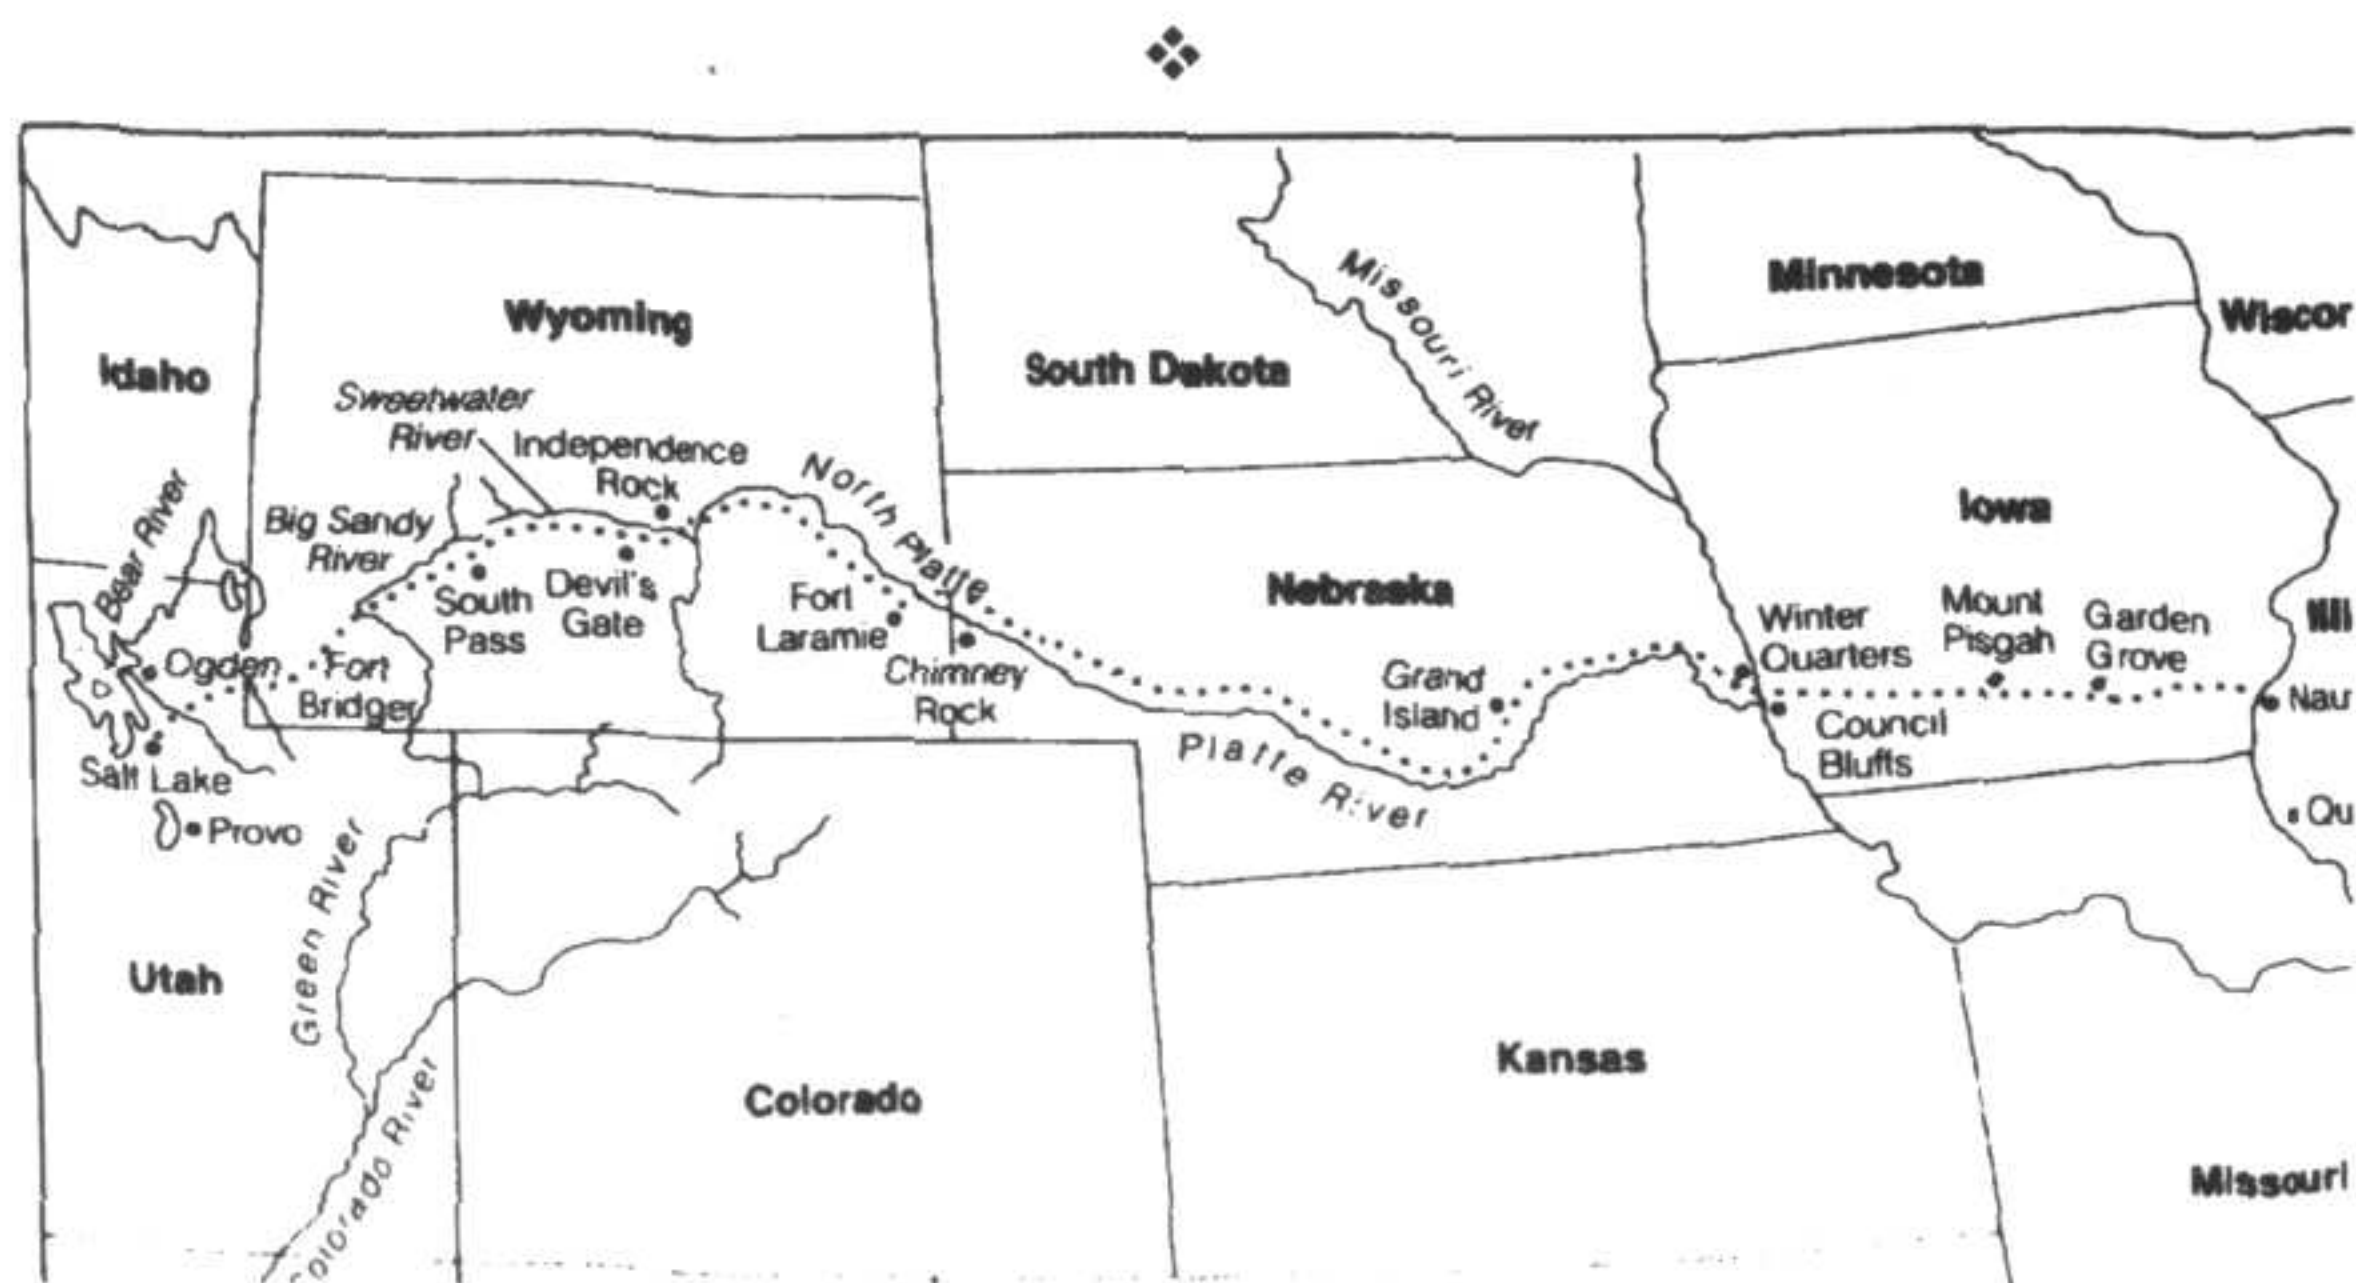 Minnesota
Wiscor
Wyoming
Idaho
South Dakota
Missouri River
Sweetwater
River
Independence
Rock
North Platte
Iowa
Bear River
Big Sandy
River
South
Pass
Devil's
Gate
Fort
Laramie
Nebraska
Winter
Quarters
Mount
Pisgah
Garden
Grove
Illi
Ogden
Fort
Bridger
Chimney
Rock
Grand
Island
Council
Bluffs
Nau
Platte River
Salt Lake
Provo
Qu
Green River
Utah
Colorado River
Colorado
Kansas
Missouri